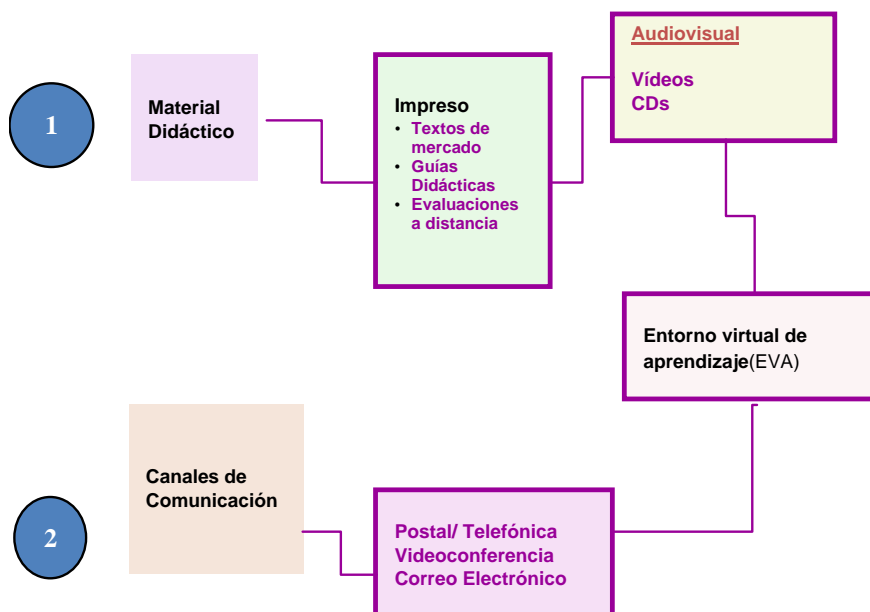 1
Material
Didáctico
Impreso
• Textos de
mercado
• Guías
Didácticas
• Evaluaciones
a distancia
Audiovisual
Vídeos
CDs
Entorno virtual de
aprendizaje(EVA)
2
Canales de
Comunicación
Postal/ Telefónica
Videoconferencia
Correo Electrónico